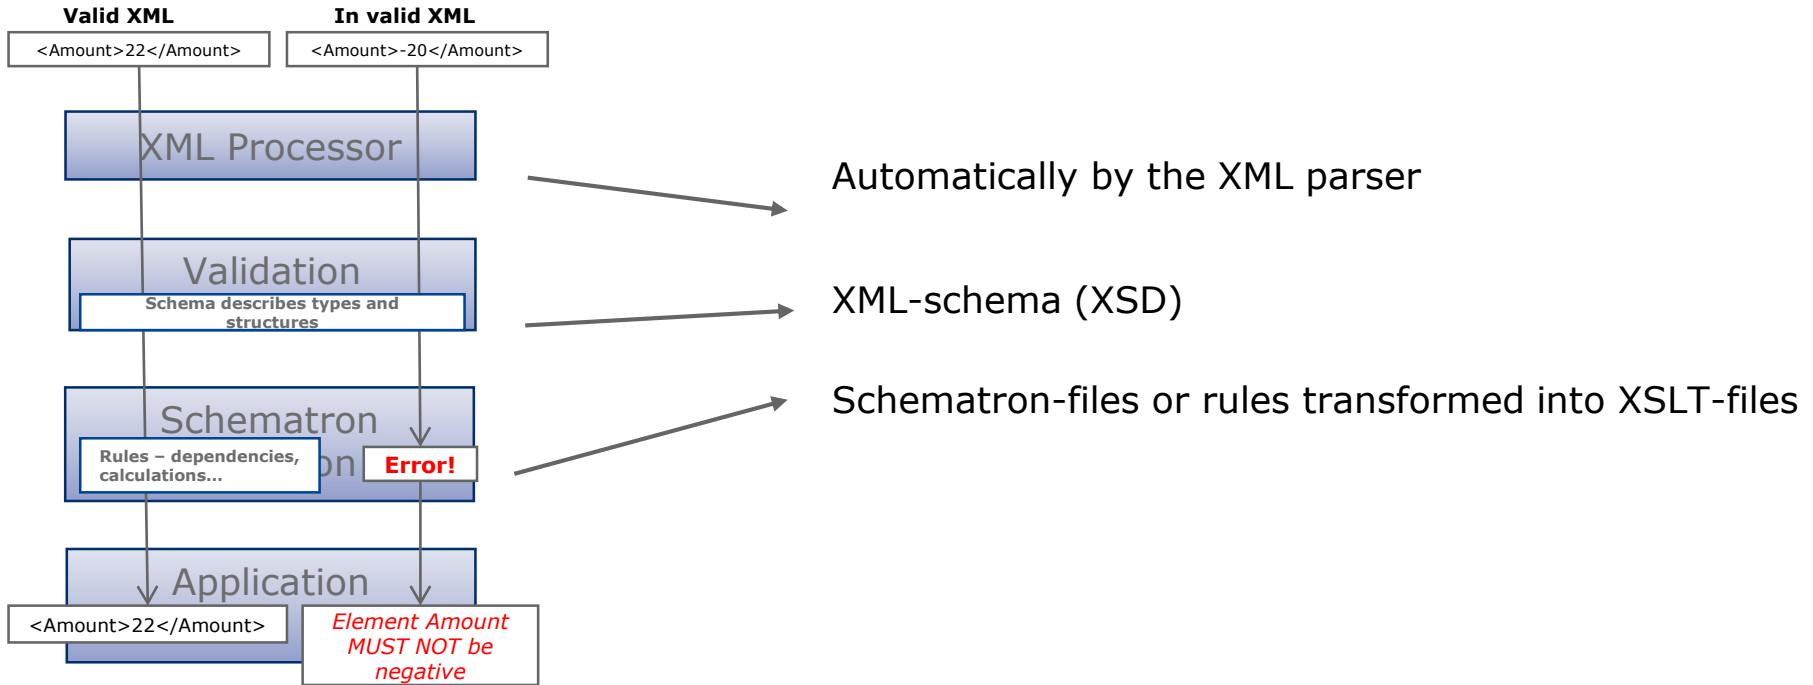 Valid XML
In valid XML
<Amount>22</Amount>
<Amount>-20</Amount>
XML Processor
Automatically by the XML parser
Validation
Schema describes types and
structures
XML-schema (XSD)
Schematron
on
Rules – dependencies,
calculations...
Error!
Schematron-files or rules transformed into XSLT-files
Application
<Amount>22</Amount>
Element Amount
MUST NOT be
negative